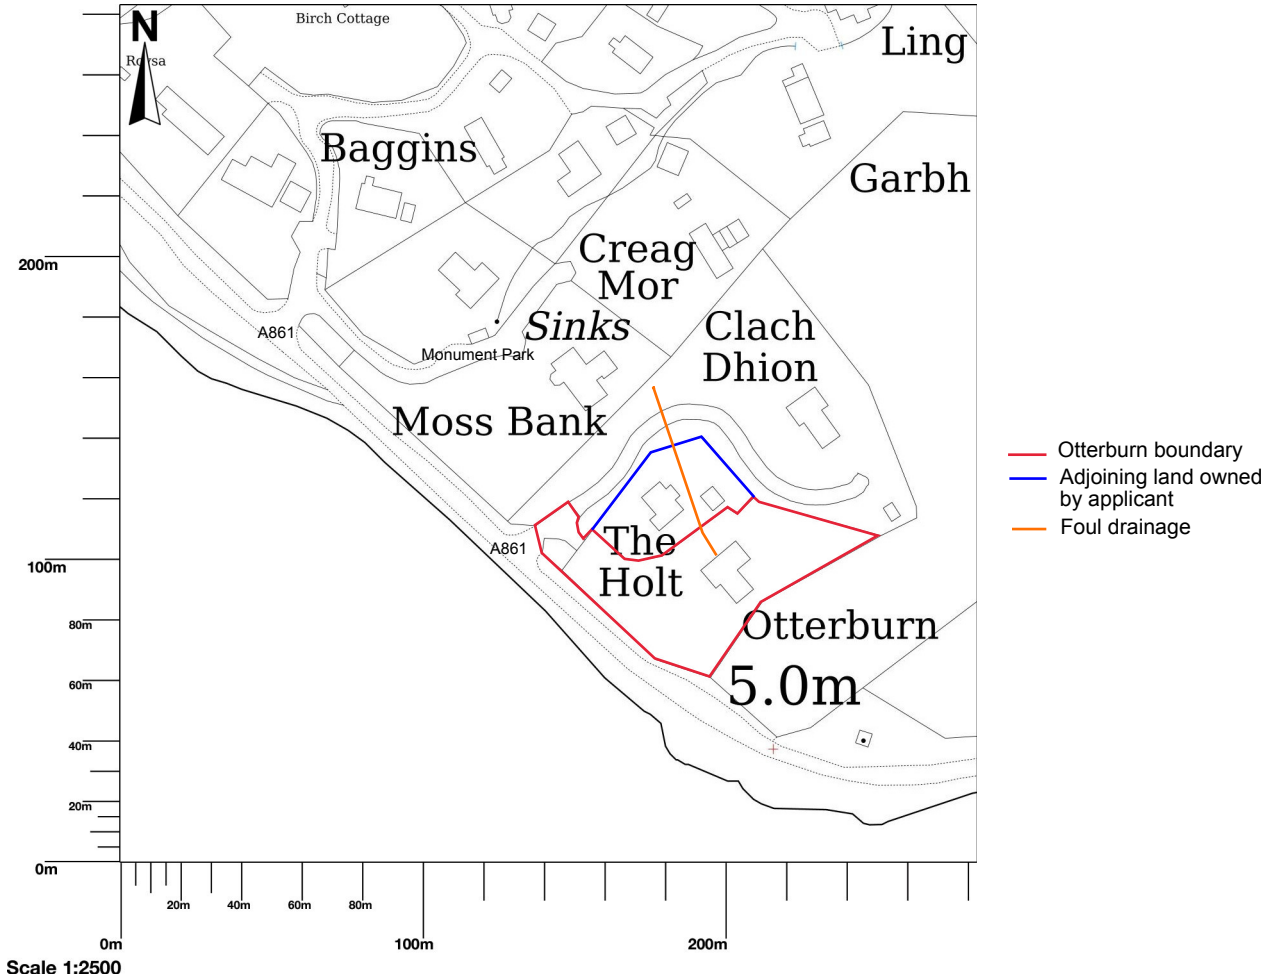 N
Birch Cottage
Ling
Roysa
Baggins
Garbh
Creag
Mor
200m
A861
Sinks
Clach
Dhion
Monument Park
Moss Bank
Otterburn boundary
Adjoining land owned
by applicant
Foul drainage
A861
The
Holt
100m
80m
Otterburn
60m
5.0m
40m
20m
0m
20m
40m
60m
80m
0m
100m
200m
Scale 1:2500